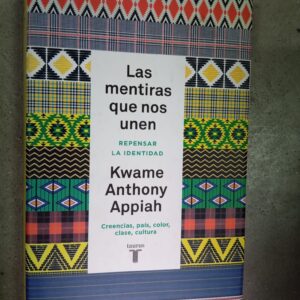 Las
mentiras
que nos
unen
REPENSAR
LA IDENTIDAD
Kwame
Anthony
Appiah
Creencias, país, color,
clase, cultura
taurus
T